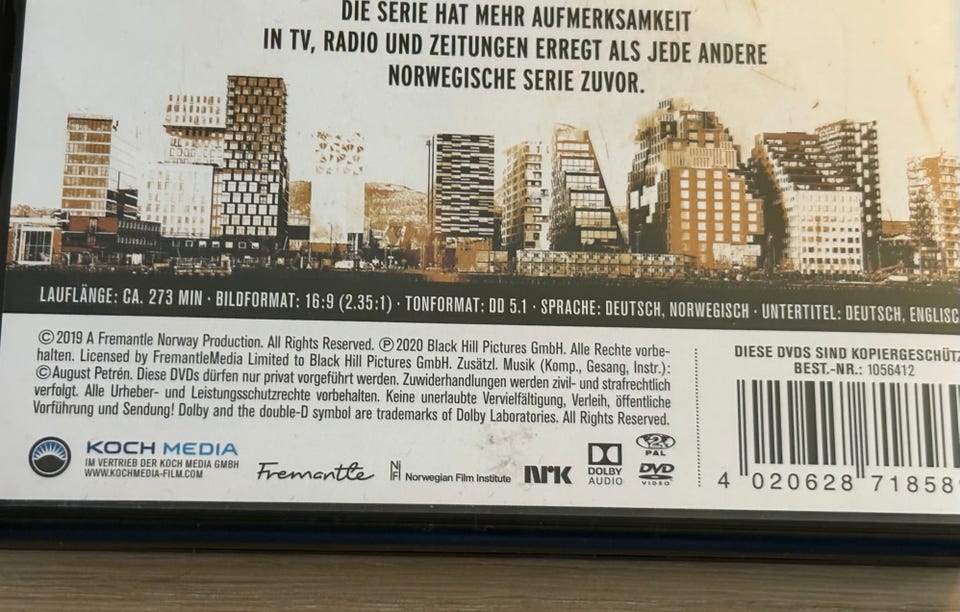 DIE SERIE HAT MEHR AUFMERKSAMKEIT
IN TV, RADIO UND ZEITUNGEN ERREGT ALS JEDE ANDERE
NORWEGISCHE SERIE ZUVOR.
LAUFLÄNGE: CA. 273 MIN · BILDFORMAT: 16:9 (2.35:1) · TONFORMAT: DD 5.1 · SPRACHE: DEUTSCH, NORWEGISCH · UNTERTITEL: DEUTSCH, ENGLISC
©2019 A Fremantle Norway Production. All Rights Reserved. ℗ 2020 Black Hill Pictures GmbH. Alle Rechte vorbe-
halten. Licensed by FremantleMedia Limited to Black Hill Pictures GmbH. Zusätzl. Musik (Komp., Gesang, Instr.):
©August Petrén. Diese DVDs dürfen nur privat vorgeführt werden. Zuwiderhandlungen werden zivil- und strafrechtlich
verfolgt. Alle Urheber- und Leistungsschutzrechte vorbehalten. Keine unerlaubte Vervielfältigung, Verleih, öffentliche
Vorführung und Sendung! Dolby and the double-D symbol are trademarks of Dolby Laboratories. All Rights Reserved.
DIESE DVDS SIND KOPIERGESCHÜTZ
BEST.-NR.: 1056412
4 020628 71858
KOCH MEDIA
IM VERTRIEB DER KOCH MEDIA GMBH
WWW.KOCHMEDIA-FILM.COM
Fremantle
NFI Norwegian Film Institute
NRK
DOLBY
AUDIO
2
PAL
DVD
VIDEO